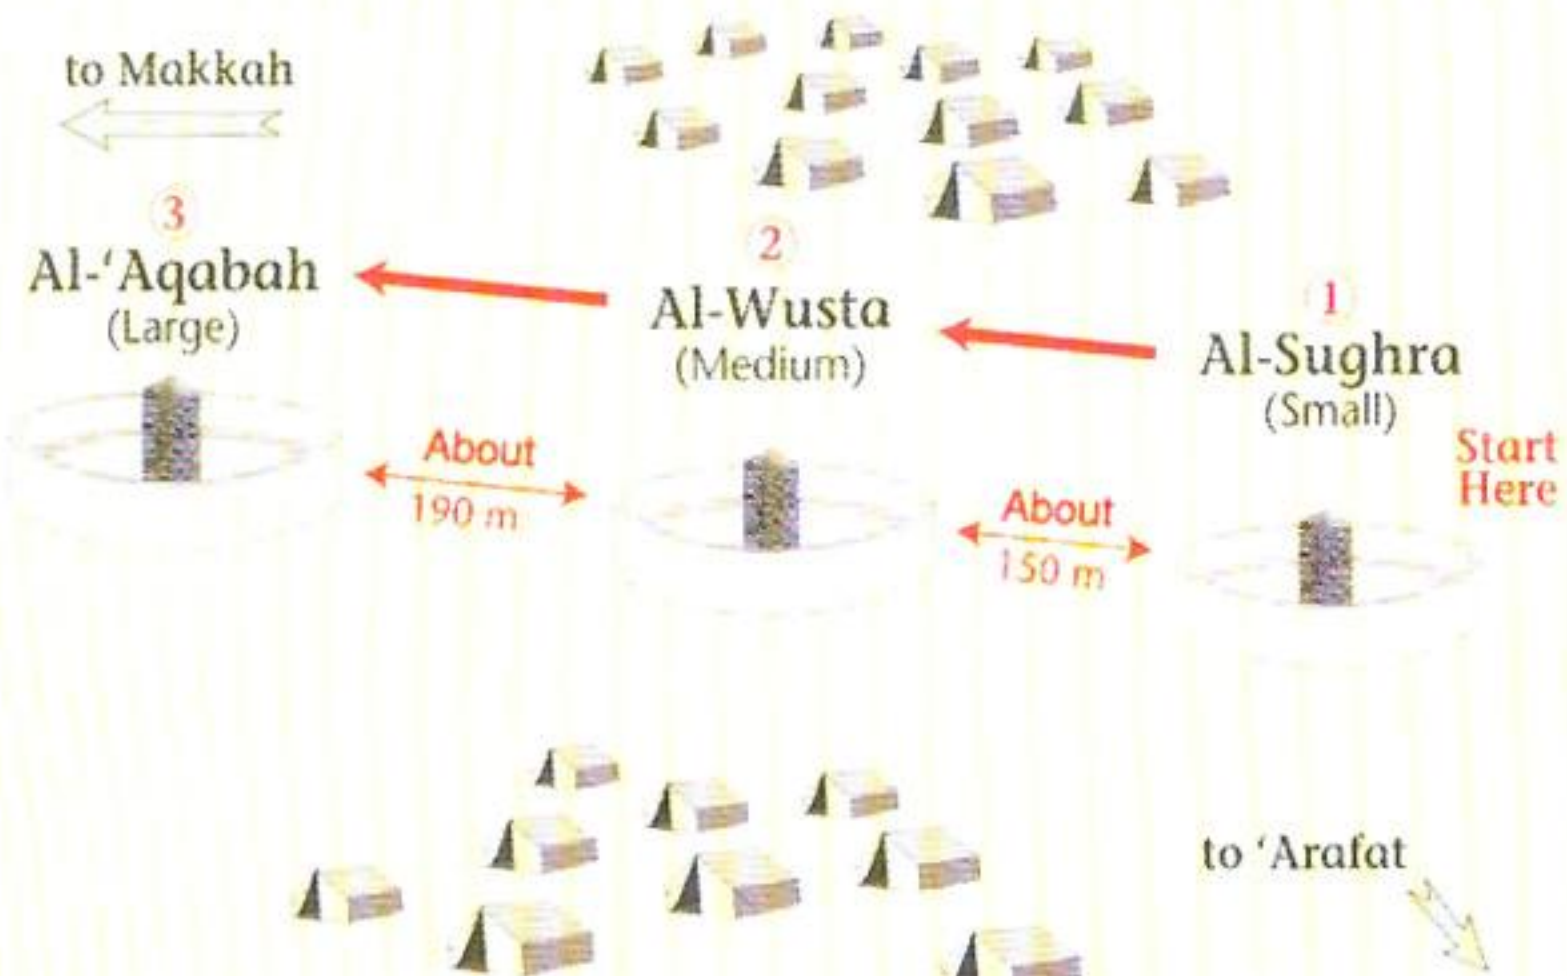 to Makkah
3
Al-‘Aqabah
(Large)
2
Al-Wusta
(Medium)
1
Al-Sughra
(Small)
Start
Here
About
190 m
About
150 m
to ‘Arafat